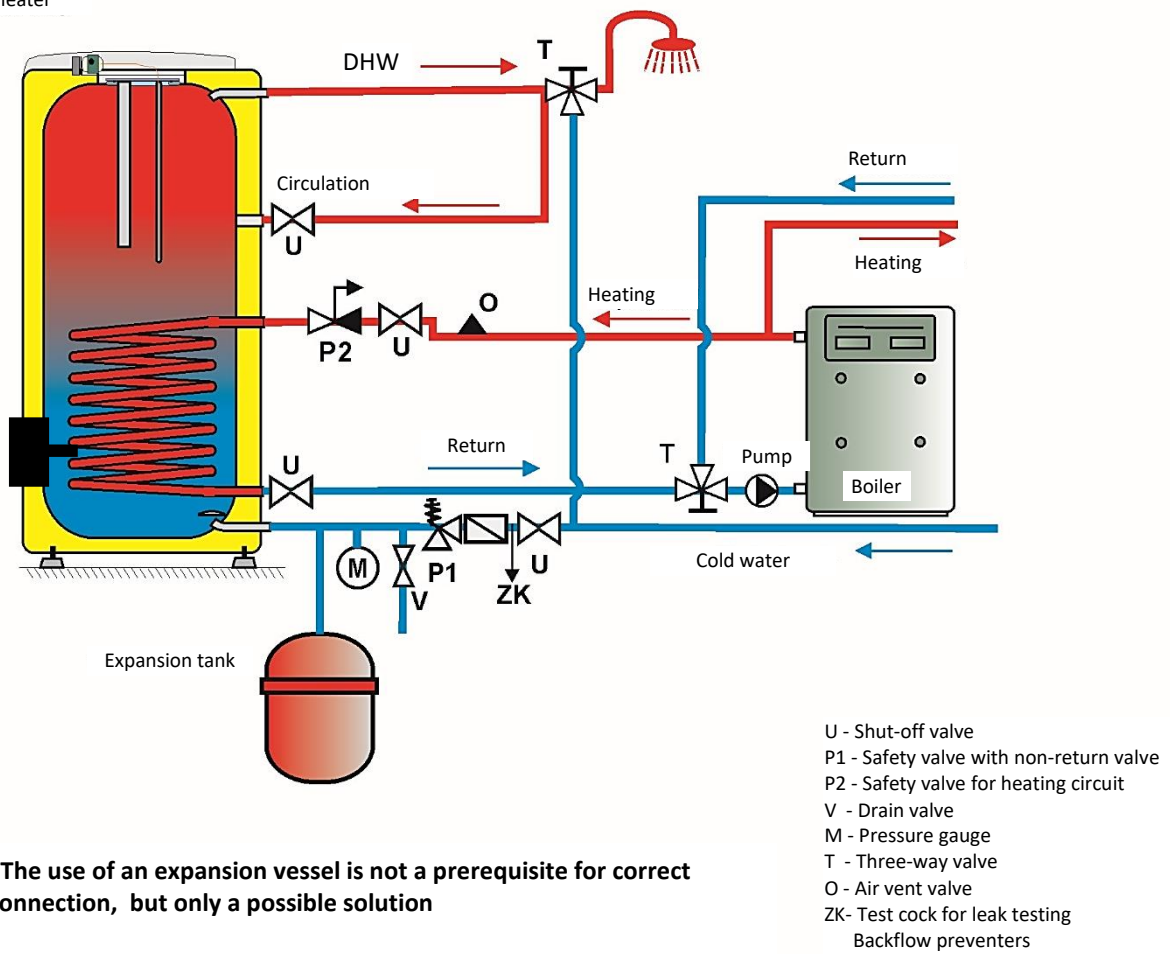 DHW
T
Return
Circulation
U
Heating
Heating
O
P2
U
Return
U
T
Pump
Boiler
M
V
P1
ZK
U
Cold water
Expansion tank
U - Shut-off valve
P1 - Safety valve with non-return valve
P2 - Safety valve for heating circuit
V - Drain valve
M - Pressure gauge
T - Three-way valve
O - Air vent valve
ZK- Test cock for leak testing
Backflow preventers
The use of an expansion vessel is not a prerequisite for correct
onnection, but only a possible solution